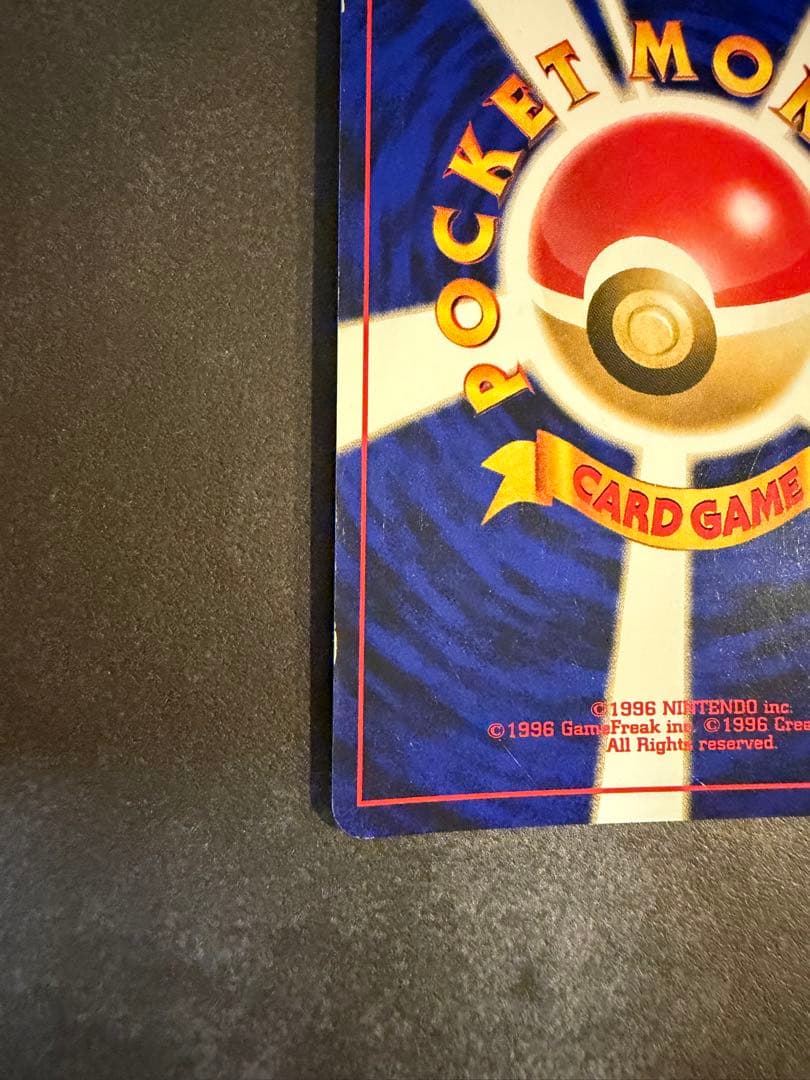 POCKET MON
CARD GAME
©1996 NINTENDO inc.
©1996 GameFreak inc. ©1996 Crea
All Rights reserved.